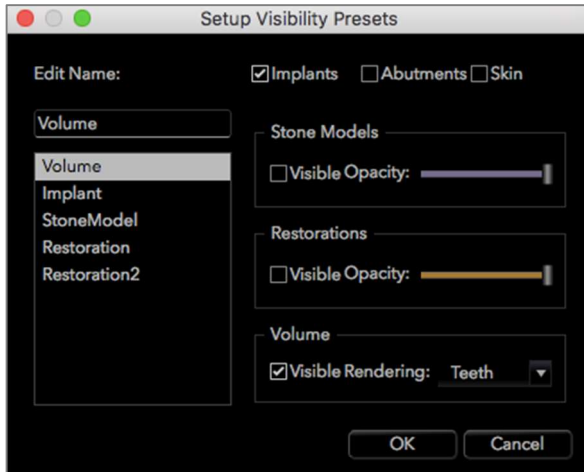 Setup Visibility Presets
Edit Name:
Implants Abutments Skin
Volume
Volume
Implant
StoneModel
Restoration
Restoration2
Stone Models
Visible Opacity:
Restorations
Visible Opacity:
Volume
Visible Rendering: Teeth
OK Cancel